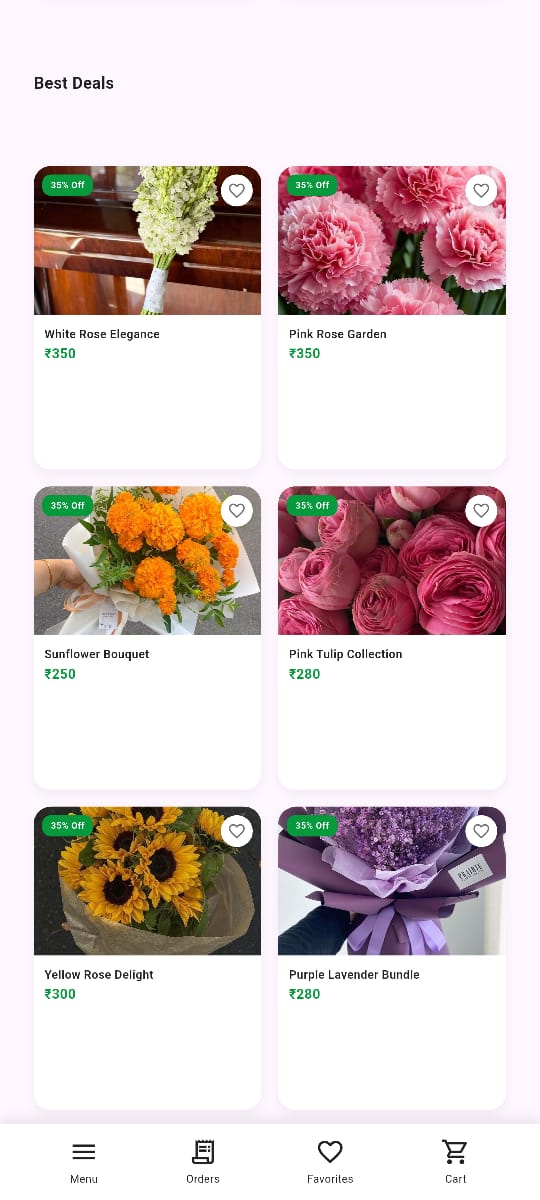 Best Deals
35% Off
35% Off
White Rose Elegance
₹350
Pink Rose Garden
₹350
35% Off
35% Off
Sunflower Bouquet
₹250
Pink Tulip Collection
₹280
35% Off
35% Off
PRAIRIE
Yellow Rose Delight
₹300
Purple Lavender Bundle
₹280
Menu
Orders
Favorites
Cart